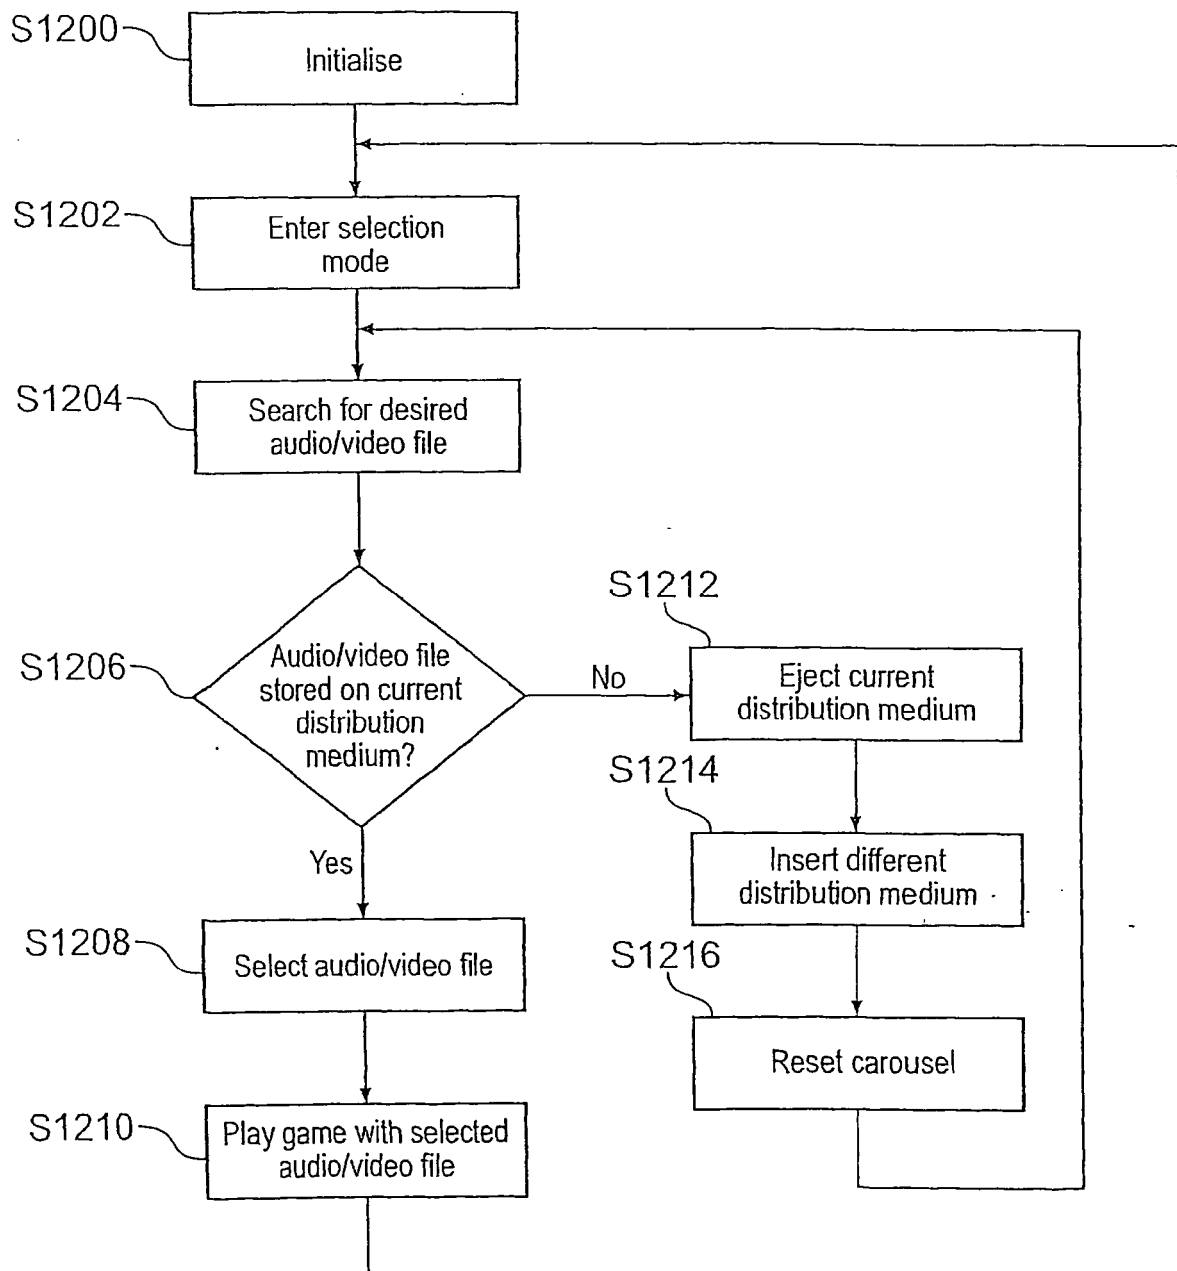 S1200
Initialise
S1202
Enter selection
mode
S1204
Search for desired
audio/video file
S1206
Audio/video file
stored on current
distribution
medium?
No
Yes
S1212
Eject current
distribution medium
S1214
Insert different
distribution medium
S1216
Reset carousel
S1208
Select audio/video file
S1210
Play game with selected
audio/video file